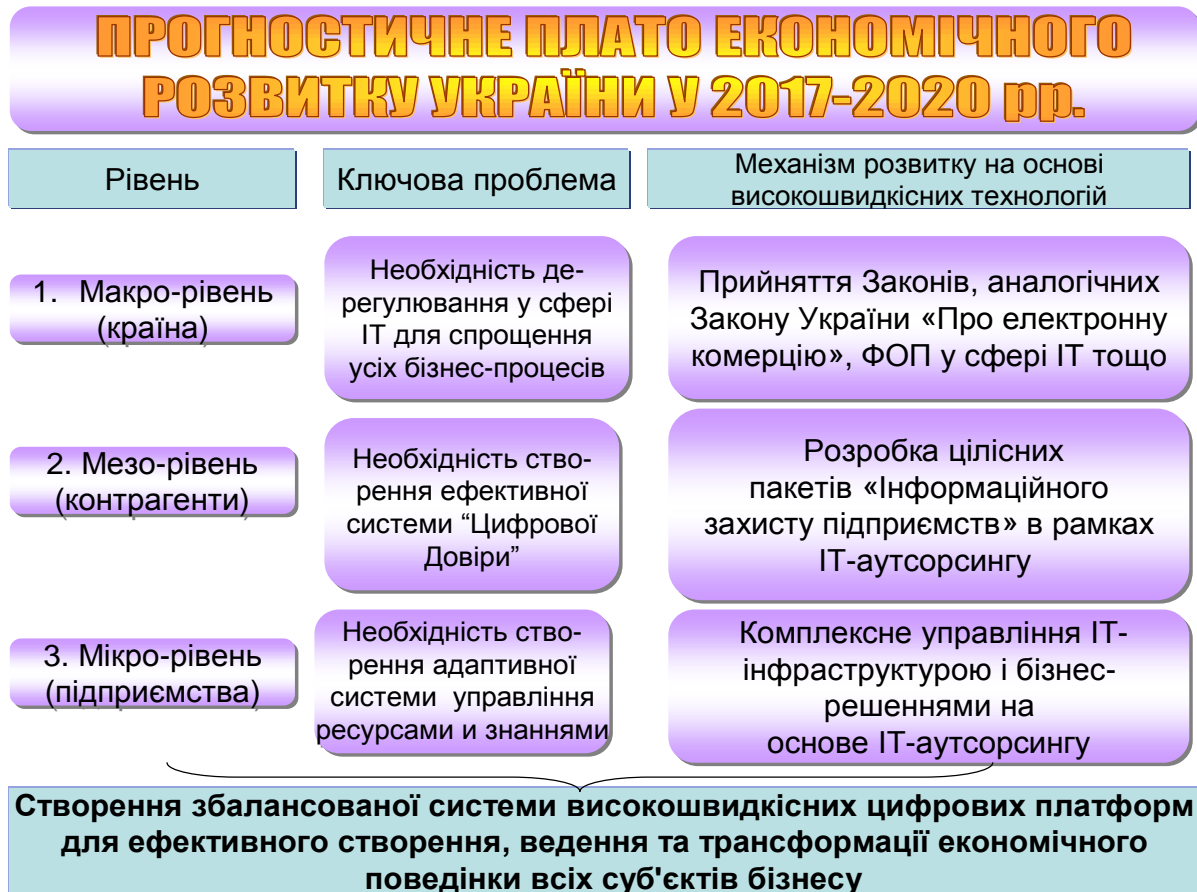 ПРОГНОСТИЧНЕ ПЛАТО ЕКОНОМІЧНОГО
РОЗВИТКУ УКРАЇНИ У 2017-2020 рр.
Рівень
Ключова проблема
Механізм розвитку на основі
високошвидкісних технологій
1. Макро-рівень
(країна)
Необхідність де-
регулювання у сфері
ІТ для спрощення
усіх бізнес-процесів
Прийняття Законів, аналогічних
Закону України «Про електронну
комерцію», ФОП у сфері ІТ тощо
2. Мезо-рівень
(контрагенти)
Необхідність ство-
рення ефективної
системи “Цифрової
Довіри”
Розробка цілісних
пакетів «Інформаційного
захисту підприємств» в рамках
ІТ-аутсорсингу
3. Мікро-рівень
(підприємства)
Необхідність ство-
рення адаптивної
системи управління
ресурсами и знаннями
Комплексне управління ІТ-
інфраструктурою і бізнес-
решеннями на
основе ІТ-аутсорсингу
Створення збалансованої системи високошвидкісних цифрових платформ
для ефективного створення, ведення та трансформації економічного
поведінки всіх суб'єктів бізнесу